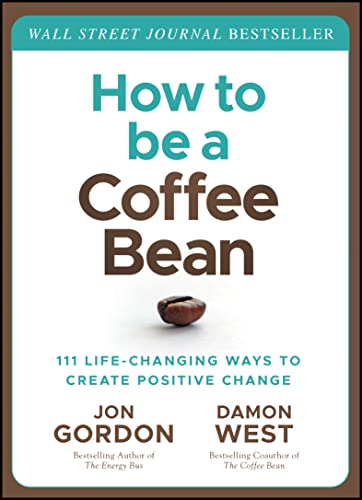 WALL STREET JOURNAL BESTSELLER
How to
be a
Coffee
Bean
111 LIFE-CHANGING WAYS TO
CREATE POSITIVE CHANGE
JON
GORDON
Bestselling Author of
The Energy Bus
DAMON
WEST
Bestselling Coauthor of
The Coffee Bean